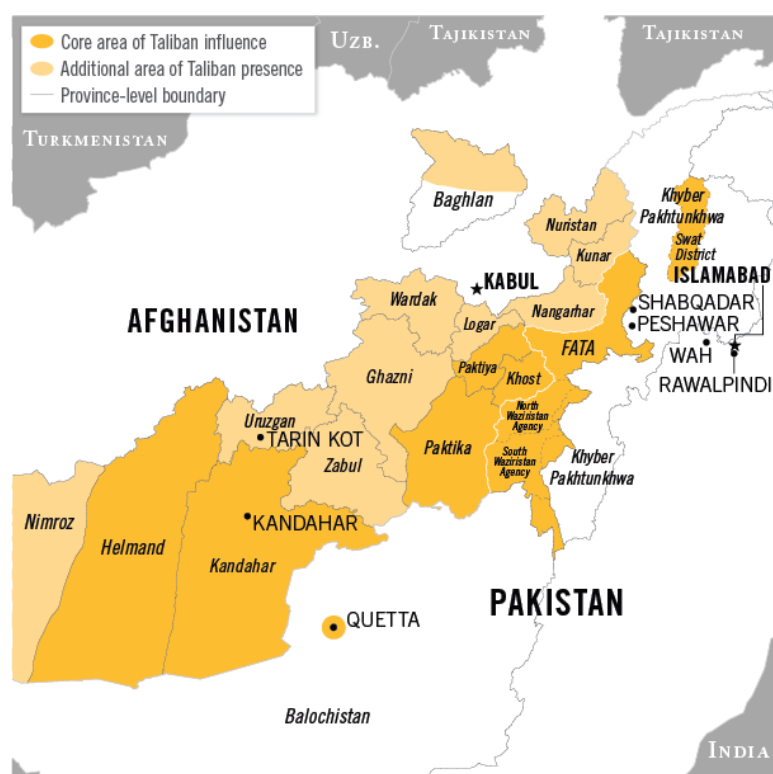 Core area of Taliban influence
Additional area of Taliban presence
Province-level boundary
UZB.
TAJIKISTAN
TAJIKISTAN
TURKMENISTAN
Baghlan
Khyber
Pakhtunkhwa
Swat
District
Nuristan
Kunar
ISLAMABAD
KABUL
Wardak
Nangarhar
SHABQADAR
PESHAWAR
AFGHANISTAN
Logar
FATA
WAH
RAWALPINDI
Ghazni
Paktiya
Khost
North
Waziristan
Agency
Uruzgan
TARIN KOT
Zabul
Paktika
South
Waziristan
Agency
Khyber
Pakhtunkhwa
Nimroz
Helmand
KANDAHAR
Kandahar
PAKISTAN
QUETTA
Balochistan
INDIA